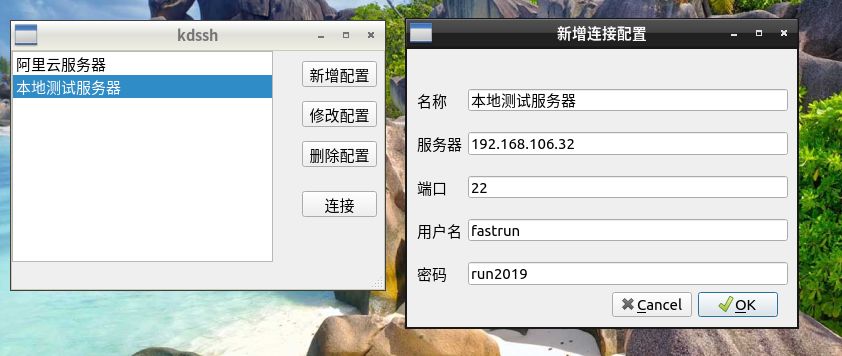 kdssh
阿里云服务器
本地测试服务器
新增配置
修改配置
删除配置
连接
新增连接配置
名称 本地测试服务器
服务器 192.168.106.32
端口 22
用户名 fastrun
密码 run2019
Cancel OK